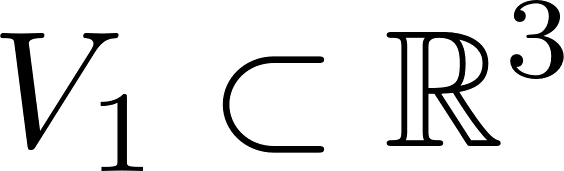 V₁ ⊂ ℝ³